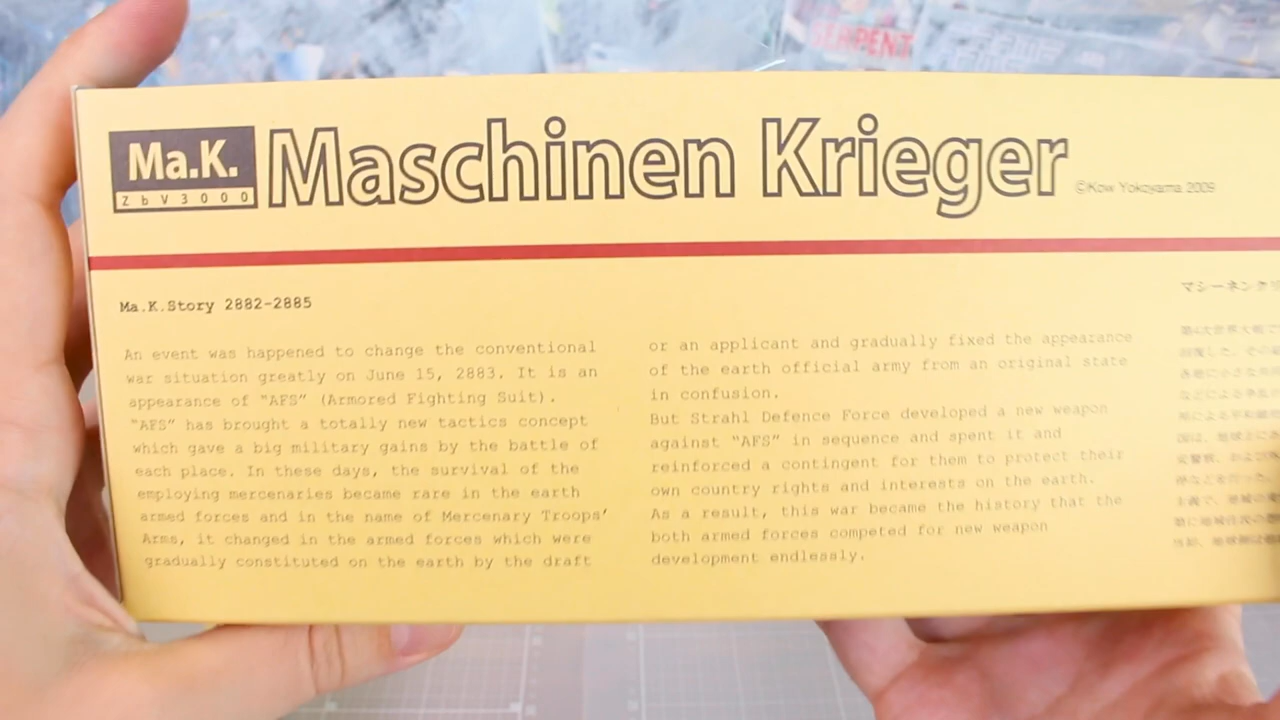 SERPENT
Ma.K.
ZbV3000
Maschinen Krieger
©Kow Yokoyama 2009
Ma.K.Story 2882-2885
An event was happened to change the conventional
war situation greatly on June 15, 2883. It is an
appearance of “AFS” (Armored Fighting Suit).
“AFS” has brought a totally new tactics concept
which gave a big military gains by the battle of
each place. In these days, the survival of the
employing mercenaries became rare in the earth
armed forces and in the name of Mercenary Troops’
Arms, it changed in the armed forces which were
gradually constituted on the earth by the draft
or an applicant and gradually fixed the appearance
of the earth official army from an original state
in confusion.
But Strahl Defence Force developed a new weapon
against “AFS” in sequence and spent it and
reinforced a contingent for them to protect their
own country rights and interests on the earth.
As a result, this war became the history that the
both armed forces competed for new weapon
development endlessly.
マシーネンク